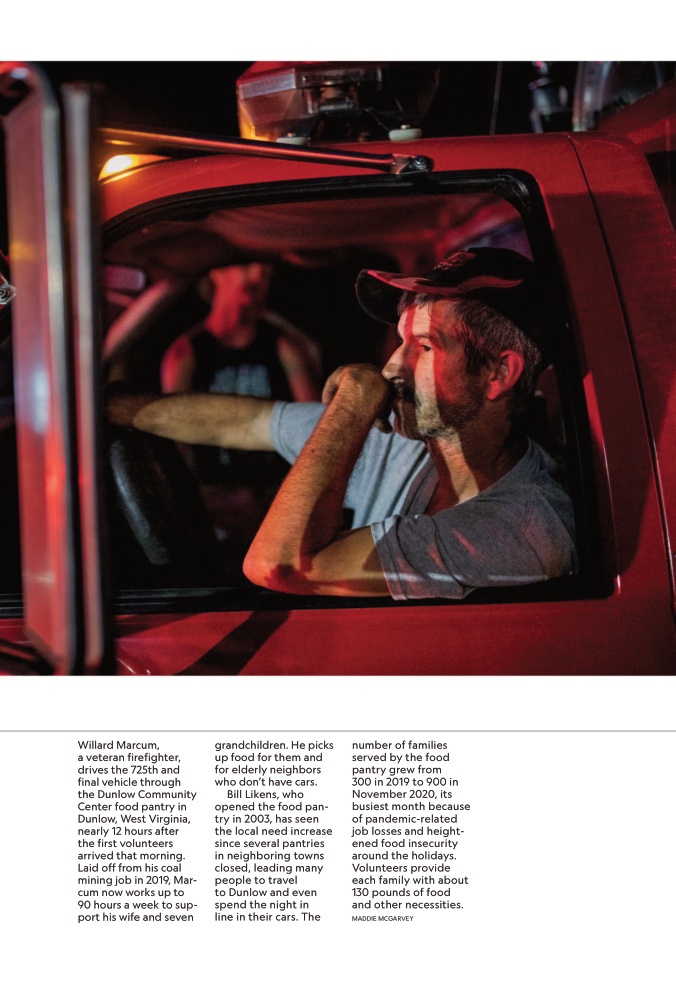 Willard Marcum,
a veteran firefighter,
drives the 725th and
final vehicle through
the Dunlow Community
Center food pantry in
Dunlow, West Virginia,
nearly 12 hours after
the first volunteers
arrived that morning.
Laid off from his coal
mining job in 2019, Mar-
cum now works up to
90 hours a week to sup-
port his wife and seven
grandchildren. He picks
up food for them and
for elderly neighbors
who don't have cars.
Bill Likens, who
opened the food pan-
try in 2003, has seen
the local need increase
since several pantries
in neighboring towns
closed, leading many
people to travel
to Dunlow and even
spend the night in
line in their cars. The
number of families
served by the food
pantry grew from
300 in 2019 to 900 in
November 2020, its
busiest month because
of pandemic-related
job losses and height-
ened food insecurity
around the holidays.
Volunteers provide
each family with about
130 pounds of food
and other necessities.
MADDIE MCGARVEY